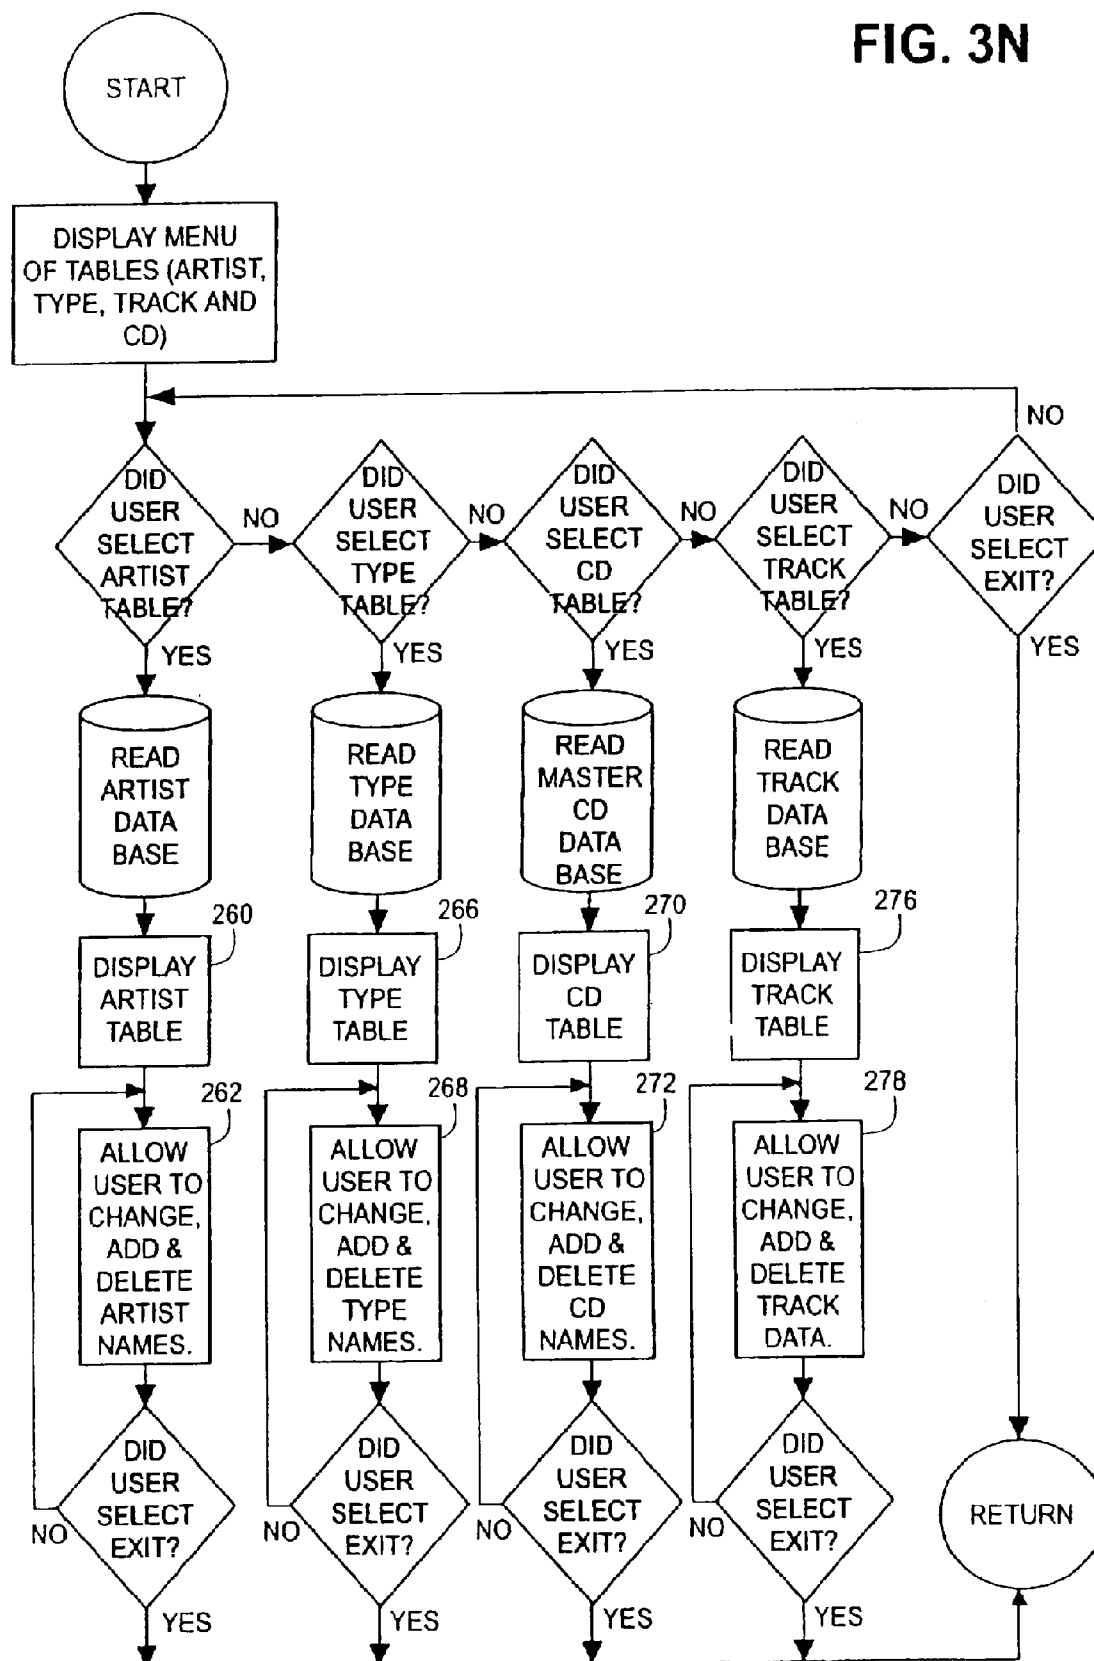 FIG. 3N
START
DISPLAY MENU
OF TABLES (ARTIST,
TYPE, TRACK AND
CD)
NO
DID
USER
SELECT
ARTIST
TABLE?
NO
YES
DID
USER
SELECT
TYPE
TABLE?
NO
YES
DID
USER
SELECT
CD
TABLE?
NO
YES
DID
USER
SELECT
TRACK
TABLE?
NO
YES
DID
USER
SELECT
EXIT?
YES
READ
ARTIST
DATA
BASE
READ
TYPE
DATA
BASE
READ
MASTER
CD
DATA
BASE
READ
TRACK
DATA
BASE
260
DISPLAY
ARTIST
TABLE
266
DISPLAY
TYPE
TABLE
270
DISPLAY
CD
TABLE
276
DISPLAY
TRACK
TABLE
262
ALLOW
USER TO
CHANGE,
ADD &
DELETE
ARTIST
NAMES.
268
ALLOW
USER TO
CHANGE,
ADD &
DELETE
TYPE
NAMES.
272
ALLOW
USER TO
CHANGE,
ADD &
DELETE
CD
NAMES.
278
ALLOW
USER TO
CHANGE,
ADD &
DELETE
TRACK
DATA.
DID
USER
SELECT
EXIT?
NO
YES
DID
USER
SELECT
EXIT?
NO
YES
DID
USER
SELECT
EXIT?
NO
YES
DID
USER
SELECT
EXIT?
NO
YES
RETURN